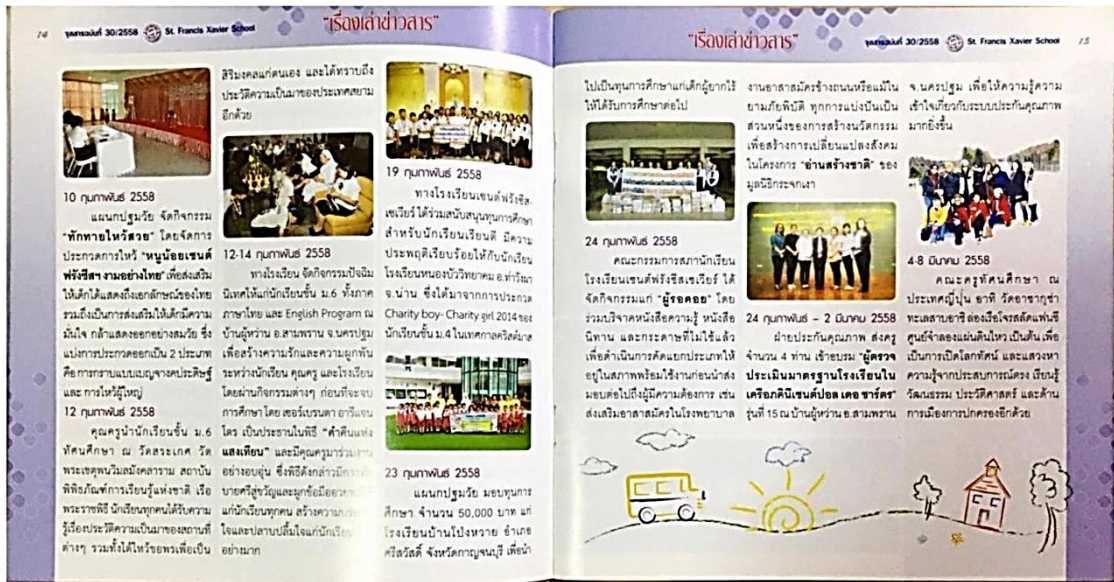 14 จุลสารฉบับที่ 30/2558 St. Francis Xavier School
"เรื่องเล่าข่าวสาร"
10 กุมภาพันธ์ 2558
แผนกปฐมวัย จัดกิจกรรม
"ทักทายไหว้สวย" โดยจัดการ
ประกวดการไหว้ "หนูน้อยเซนต์
ฟรังซีสฯ งามอย่างไทย" เพื่อส่งเสริม
ให้เด็กได้แสดงถึงเอกลักษณ์ของไทย
รวมถึงเป็นการส่งเสริมให้เด็กมีความ
มั่นใจ กล้าแสดงออกอย่างสมวัย ซึ่ง
แบ่งการประกวดออกเป็น 2 ประเภท
คือ การกราบแบบเบญจางคประดิษฐ์
และ การไหว้ผู้ใหญ่
12 กุมภาพันธ์ 2558
คุณครูนำนักเรียนชั้น ม.6
ทัศนศึกษา ณ วัดสระเกศ วัด
พระเชตุพนวิมลมังคลาราม สถาบัน
พิพิธภัณฑ์การเรียนรู้แห่งชาติ เรือ
พระราชพิธี นักเรียนทุกคนได้รับความ
รู้เรื่องประวัติความเป็นมาของสถานที่
ต่างๆ รวมทั้งได้ไหว้ขอพรเพื่อเป็น
สิริมงคลแก่ตนเอง และได้ทราบถึง
ประวัติความเป็นมาของประเทศสยาม
อีกด้วย
12-14 กุมภาพันธ์ 2558
ทางโรงเรียน จัดกิจกรรมปัจฉิม
นิเทศให้แก่นักเรียนชั้น ม.6 ทั้งภาค
ภาษาไทย และ English Program ณ
บ้านผู้หว่าน อ.สามพราน จ.นครปฐม
เพื่อสร้างความรักและความผูกพัน
ระหว่างนักเรียน คุณครู และโรงเรียน
โดยผ่านกิจกรรมต่างๆ ก่อนที่จะจบ
การศึกษา โดย เซอร์เบรนดา อารีแอน
ไตร เป็นประธานในพิธี "ค่ำคืนแห่ง
แสงเทียน" และมีคุณครูมาร่วมงาน
อย่างอบอุ่น ซึ่งพิธีดังกล่าวมี
บายศรีสู่ขวัญและผูกข้อมืออวยพร
แก่นักเรียนทุกคน สร้างความ
ใจและปลาบปลื้มใจแก่นักเรียน
อย่างมาก
19 กุมภาพันธ์ 2558
ทางโรงเรียนเซนต์ฟรังซีส-
เซเวียร์ ได้ร่วมสนับสนุนทุนการศึกษา
สำหรับนักเรียนเรียนดี มีความ
ประพฤติเรียบร้อยให้กับนักเรียน
โรงเรียนหนองบัววิทยาคม อ.ท่าวังผา
จ.น่าน ซึ่งได้มาจากการประกวด
Charity boy- Charity girl 2014 ของ
นักเรียนชั้น ม.4 ในเทศกาลคริสต์มาส
23 กุมภาพันธ์ 2558
แผนกปฐมวัย มอบทุนการ
ศึกษา จำนวน 50,000 บาท แก่
โรงเรียนบ้านโป่งหวาย อำเภอ
ศรีสวัสดิ์ จังหวัดกาญจนบุรี เพื่อนำ
"เรื่องเล่าข่าวสาร"
จุลสารฉบับที่ 30/2558 St. Francis Xavier School 15
ไปเป็นทุนการศึกษาแก่เด็กผู้ยากไร้
ให้ได้รับการศึกษาต่อไป
24 กุมภาพันธ์ 2558
คณะกรรมการสภานักเรียน
โรงเรียนเซนต์ฟรังซีสเซเวียร์ ได้
จัดกิจกรรมแก่ "ผู้รอคอย" โดย
ร่วมบริจาคหนังสือความรู้ หนังสือ
นิทาน และกระดาษที่ไม่ใช้แล้ว
เพื่อดำเนินการคัดแยกประเภทให้
อยู่ในสภาพพร้อมใช้งานก่อนนำส่ง
มอบต่อไปถึงผู้มีความต้องการ เช่น
ส่งเสริมอาสาสมัครในโรงพยาบาล
งานอาสาสมัครข้างถนนหรือแม้ใน
ยามภัยพิบัติ ทุกการแบ่งปันเป็น
ส่วนหนึ่งของการสร้างนวัตกรรม
เพื่อสร้างการเปลี่ยนแปลงสังคม
ในโครงการ "อ่านสร้างชาติ" ของ
มูลนิธิกระจกเงา
24 กุมภาพันธ์ - 2 มีนาคม 2558
ฝ่ายประกันคุณภาพ ส่งครู
จำนวน 4 ท่าน เข้าอบรม "ผู้ตรวจ
ประเมินมาตรฐานโรงเรียนใน
เครือภคินีเซนต์ปอล เดอ ชาร์ตร"
รุ่นที่ 15 ณ บ้านผู้หว่าน อ.สามพราน
จ.นครปฐม เพื่อให้ความรู้ความ
เข้าใจเกี่ยวกับระบบประกันคุณภาพ
มากยิ่งขึ้น
4-8 มีนาคม 2558
คณะครูทัศนศึกษา ณ
ประเทศญี่ปุ่น อาทิ วัดอาซากุซ่า
ทะเลสาบอาชิ ล่องเรือโจรสลัดแฟนซี
ศูนย์จำลองแผ่นดินไหว เป็นต้น เพื่อ
เป็นการเปิดโลกทัศน์ และแสวงหา
ความรู้จากประสบการณ์ตรง เรียนรู้
วัฒนธรรม ประวัติศาสตร์ และด้าน
การเมืองการปกครองอีกด้วย